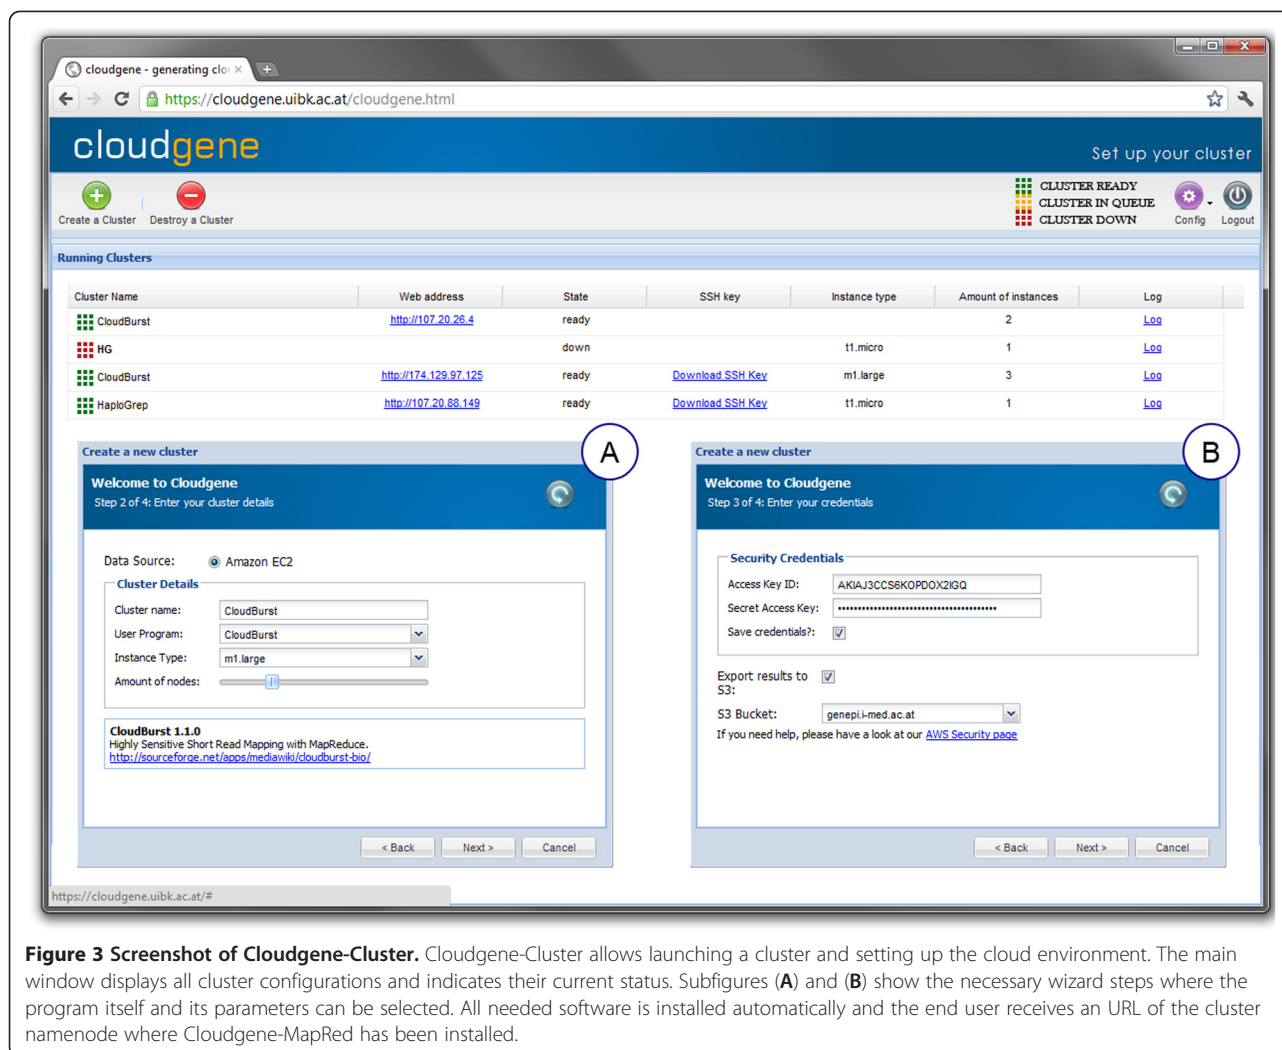 cloudgene - generating clo
https://cloudgene.uibk.ac.at/cloudgene.html
cloudgene
Set up your cluster
Create a Cluster Destroy a Cluster
CLUSTER READY
CLUSTER IN QUEUE
CLUSTER DOWN
Config Logout
Running Clusters
Cluster Name Web address State SSH key Instance type Amount of instances Log
CloudBurst http://107.20.26.4 ready 2 Log
HG down t1.micro 1 Log
CloudBurst http://174.129.97.125 ready Download SSH Key m1.large 3 Log
HaploGrep http://107.20.88.149 ready Download SSH Key t1.micro 1 Log
Create a new cluster
A
Welcome to Cloudgene
Step 2 of 4: Enter your cluster details
Data Source: Amazon EC2
Cluster Details
Cluster name: CloudBurst
User Program: CloudBurst
Instance Type: m1.large
Amount of nodes:
CloudBurst 1.1.0
Highly Sensitive Short Read Mapping with MapReduce.
http://sourceforge.net/apps/mediawiki/cloudburst-bio/
< Back Next > Cancel
Create a new cluster
B
Welcome to Cloudgene
Step 3 of 4: Enter your credentials
Security Credentials
Access Key ID: AKIAJ3CCS6KOPDOX2IGQ
Secret Access Key:
Save credentials?:
Export results to
S3:
S3 Bucket: genepi.i-med.ac.at
If you need help, please have a look at our AWS Security page
< Back Next > Cancel
https://cloudgene.uibk.ac.at/#
Figure 3 Screenshot of Cloudgene-Cluster. Cloudgene-Cluster allows launching a cluster and setting up the cloud environment. The main
window displays all cluster configurations and indicates their current status. Subfigures (A) and (B) show the necessary wizard steps where the
program itself and its parameters can be selected. All needed software is installed automatically and the end user receives an URL of the cluster
namenode where Cloudgene-MapRed has been installed.